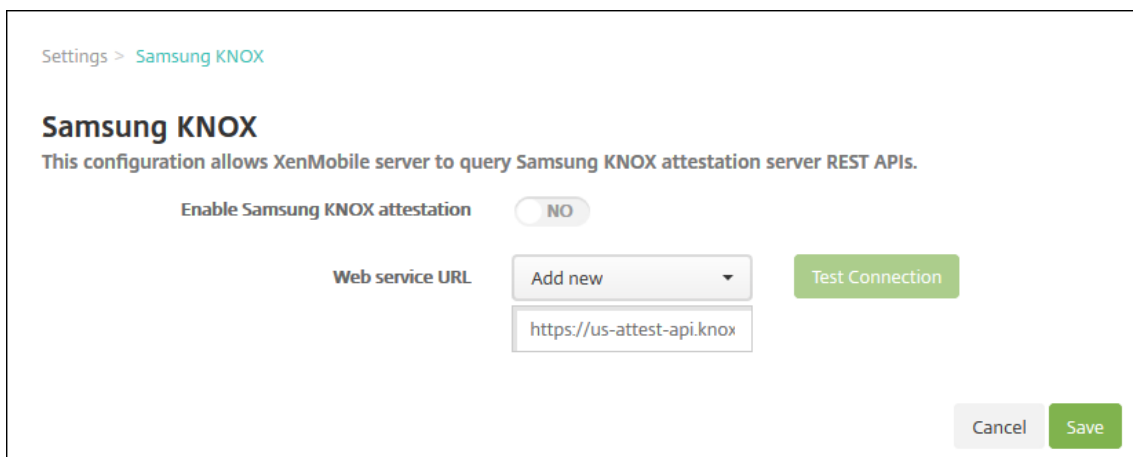 Settings > Samsung KNOX
Samsung KNOX
This configuration allows XenMobile server to query Samsung KNOX attestation server REST APIs.
Enable Samsung KNOX attestation NO
Web service URL Add new Test Connection
https://us-attest-api.knox
Cancel Save